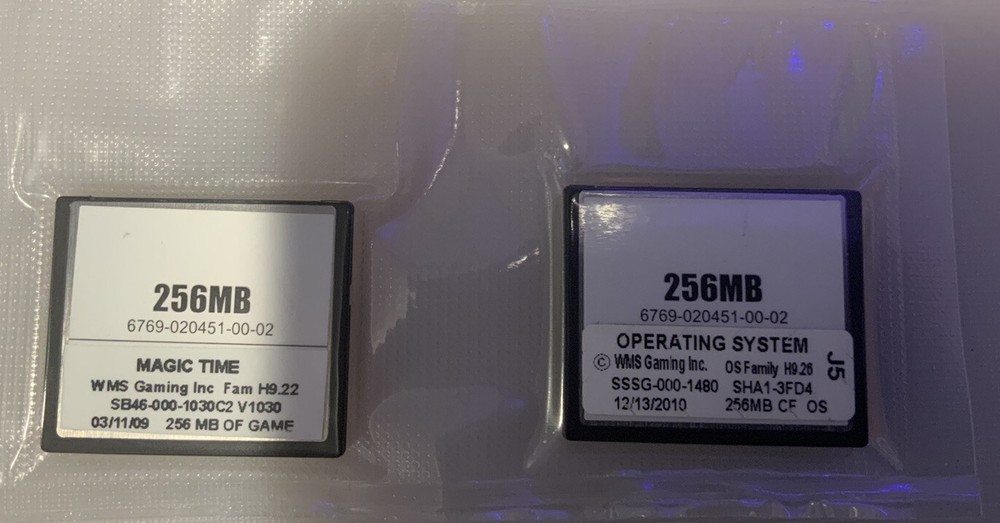 256MB
6769-020451-00-02
MAGIC TIME
WMS Gaming Inc Fam H9.22
SB46-000-1030C2 V1030
03/11/09 256 MB OF GAME
256MB
6769-020451-00-02
OPERATING SYSTEM
© WMS Gaming Inc. OS Family H9.26
SSSG-000-1480 SHA1-3FD4
12/13/2010 256MB CF OS
J5